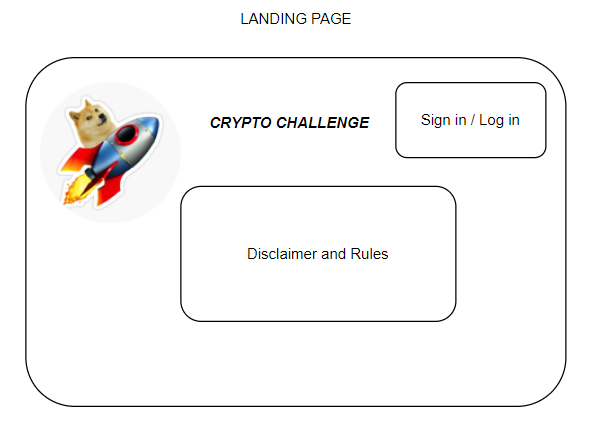 LANDING PAGE
CRYPTO CHALLENGE
Sign in / Log in
Disclaimer and Rules